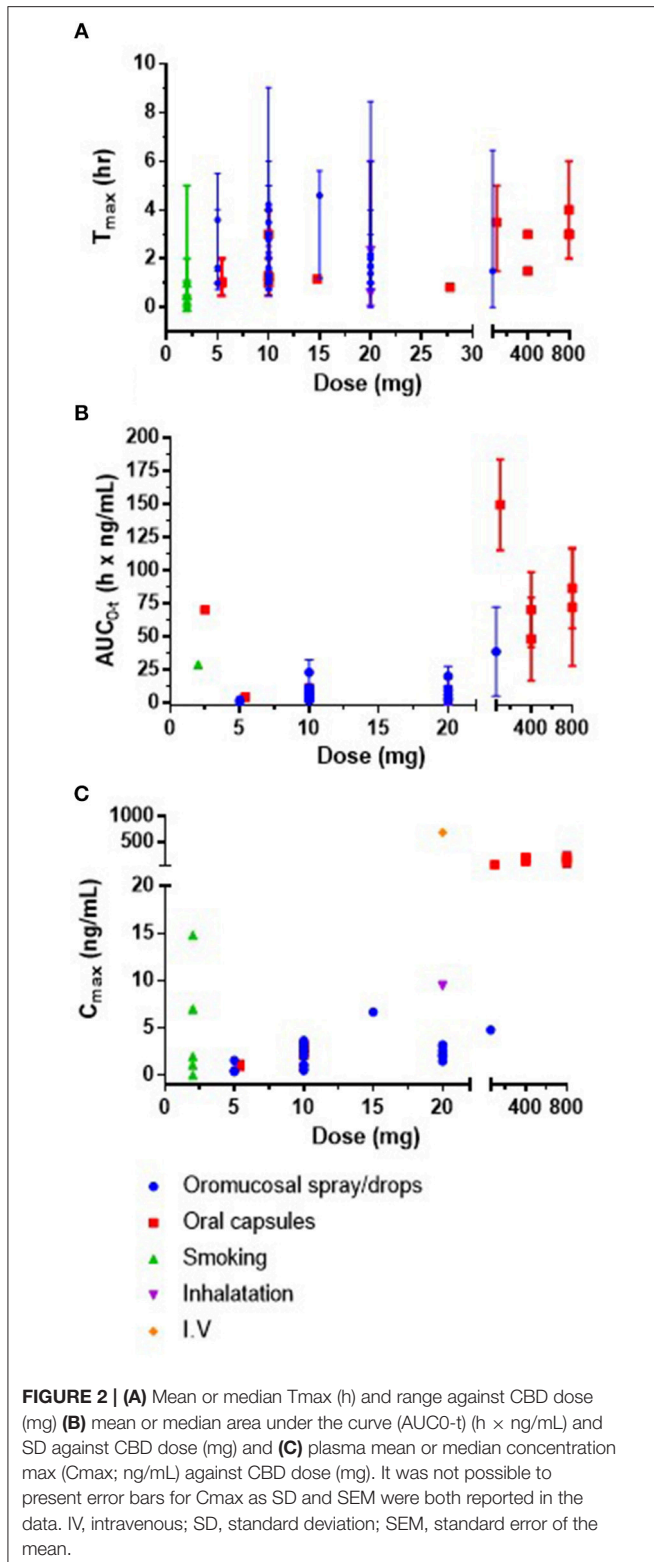 A
10
8
6
4
2
0
Tmax (hr)
0 5 10 15 20 25 30 400 800
Dose (mg)
B
200
175
150
125
100
75
50
25
0
AUC0-t (h x ng/mL)
0 5 10 15 20 400 800
Dose (mg)
C
1000
500
20
15
10
5
0
Cmax (ng/mL)
0 5 10 15 20 400 800
Dose (mg)
Oromucosal spray/drops
Oral capsules
Smoking
Inhalatation
I.V
FIGURE 2 | (A) Mean or median Tmax (h) and range against CBD dose
(mg) (B) mean or median area under the curve (AUC0-t) (h × ng/mL) and
SD against CBD dose (mg) and (C) plasma mean or median concentration
max (Cmax; ng/mL) against CBD dose (mg). It was not possible to
present error bars for Cmax as SD and SEM were both reported in the
data. IV, intravenous; SD, standard deviation; SEM, standard error of the
mean.